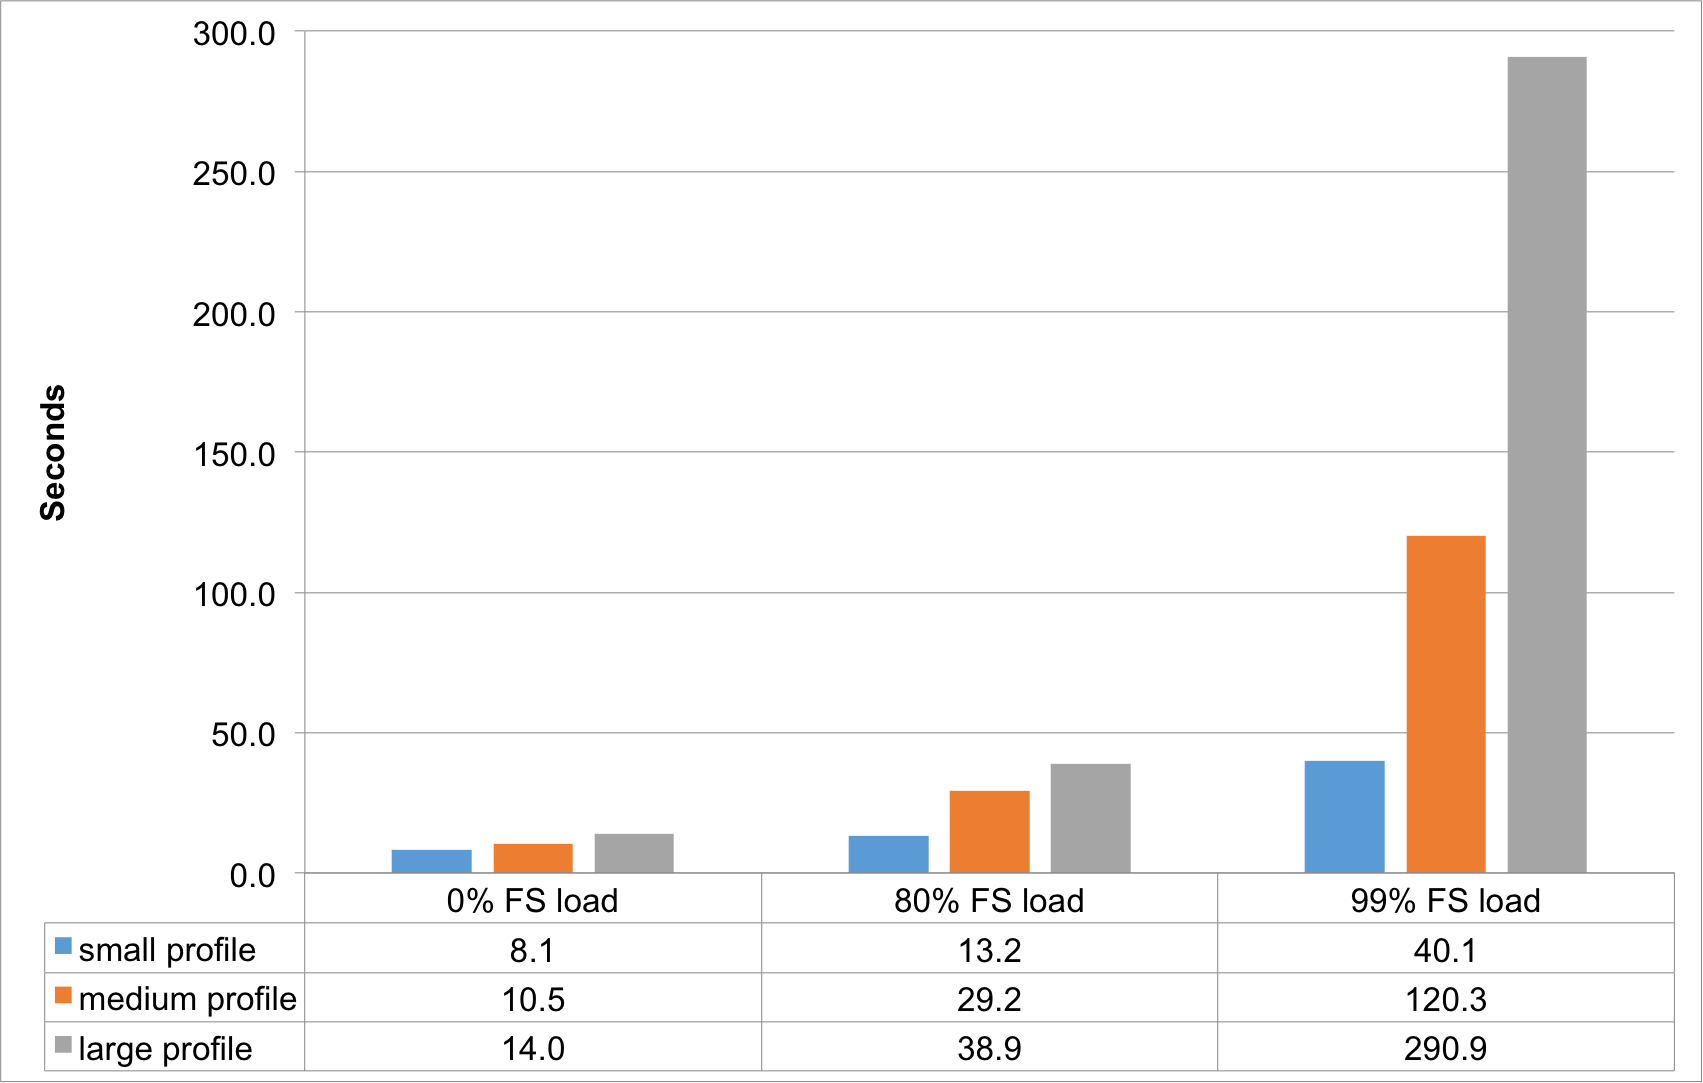 300.0
250.0
200.0
150.0
100.0
50.0
0.0
Seconds
0% FS load 80% FS load 99% FS load
small profile 8.1 13.2 40.1
medium profile 10.5 29.2 120.3
large profile 14.0 38.9 290.9